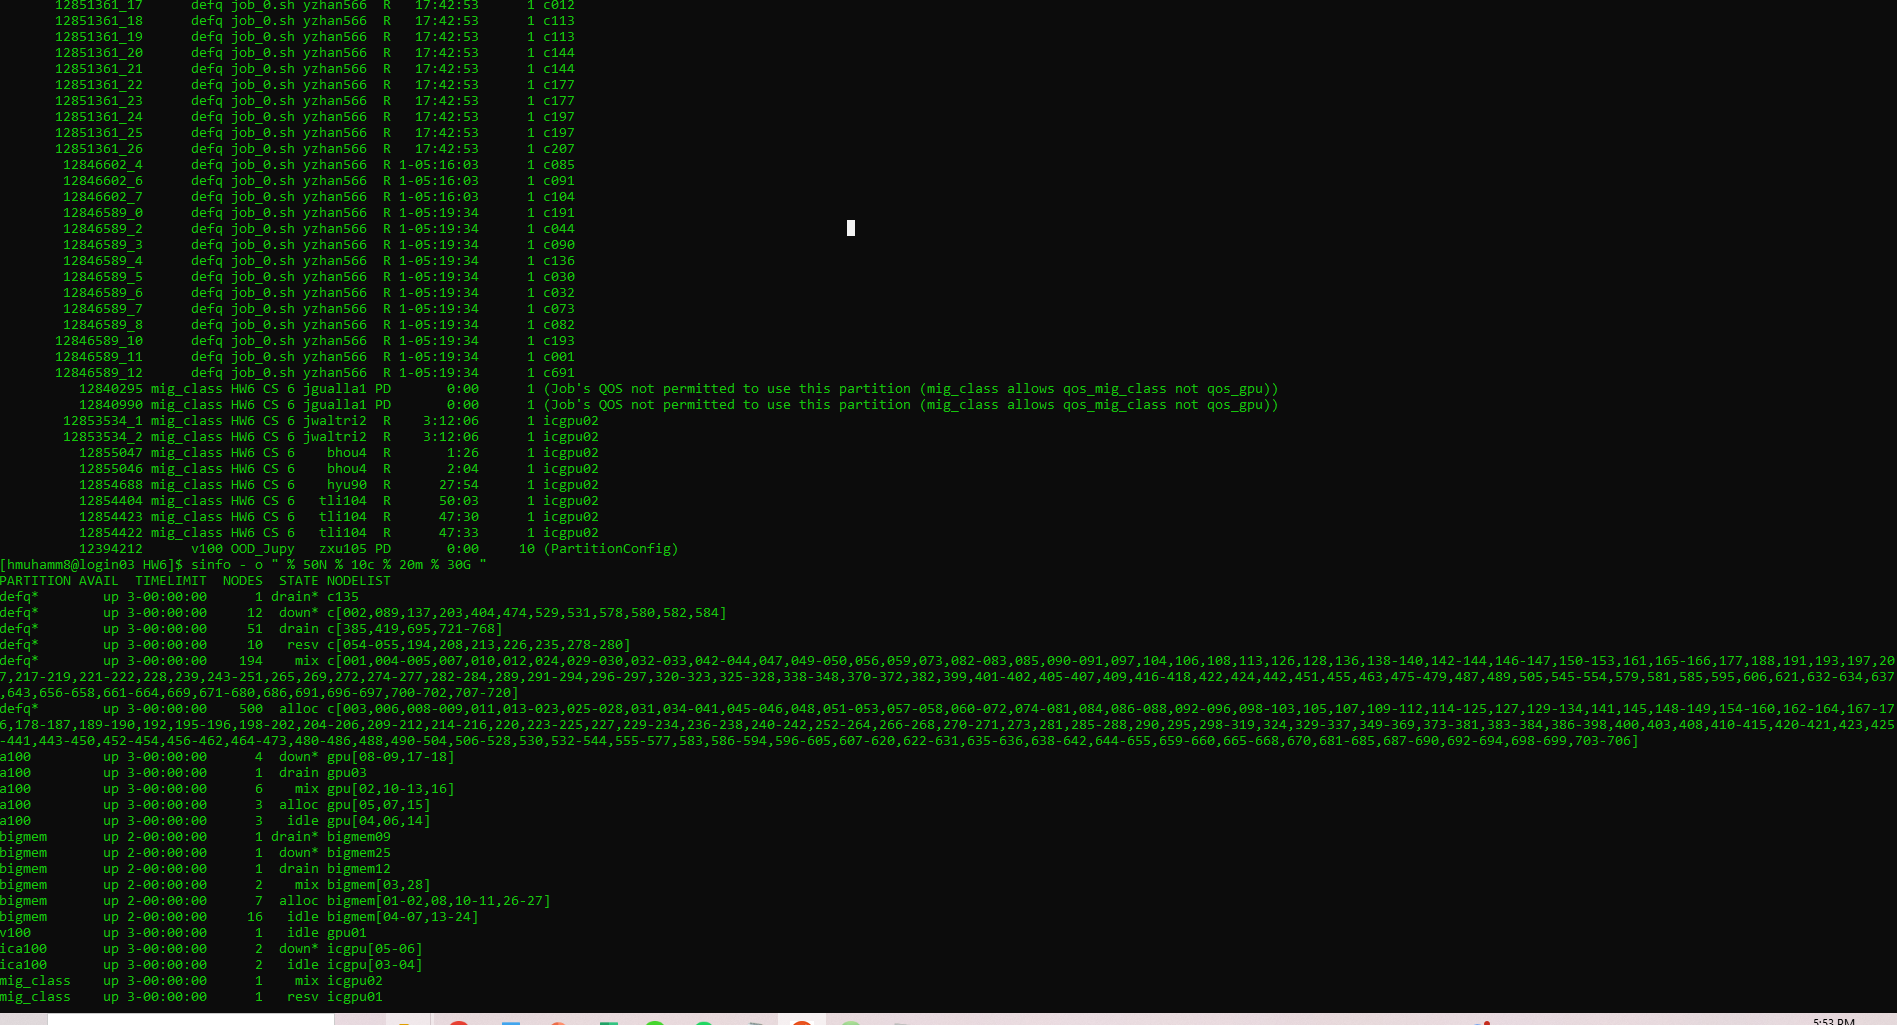 12851361_17 defq job_0.sh yzhan566 R 17:42:53 1 c012
12851361_18 defq job_0.sh yzhan566 R 17:42:53 1 c113
12851361_19 defq job_0.sh yzhan566 R 17:42:53 1 c113
12851361_20 defq job_0.sh yzhan566 R 17:42:53 1 c144
12851361_21 defq job_0.sh yzhan566 R 17:42:53 1 c144
12851361_22 defq job_0.sh yzhan566 R 17:42:53 1 c177
12851361_23 defq job_0.sh yzhan566 R 17:42:53 1 c177
12851361_24 defq job_0.sh yzhan566 R 17:42:53 1 c197
12851361_25 defq job_0.sh yzhan566 R 17:42:53 1 c197
12851361_26 defq job_0.sh yzhan566 R 17:42:53 1 c207
12846602_4 defq job_0.sh yzhan566 R 1-05:16:03 1 c085
12846602_6 defq job_0.sh yzhan566 R 1-05:16:03 1 c091
12846602_7 defq job_0.sh yzhan566 R 1-05:16:03 1 c104
12846589_0 defq job_0.sh yzhan566 R 1-05:19:34 1 c191
12846589_2 defq job_0.sh yzhan566 R 1-05:19:34 1 c044
12846589_3 defq job_0.sh yzhan566 R 1-05:19:34 1 c090
12846589_4 defq job_0.sh yzhan566 R 1-05:19:34 1 c136
12846589_5 defq job_0.sh yzhan566 R 1-05:19:34 1 c030
12846589_6 defq job_0.sh yzhan566 R 1-05:19:34 1 c032
12846589_7 defq job_0.sh yzhan566 R 1-05:19:34 1 c073
12846589_8 defq job_0.sh yzhan566 R 1-05:19:34 1 c082
12846589_10 defq job_0.sh yzhan566 R 1-05:19:34 1 c193
12846589_11 defq job_0.sh yzhan566 R 1-05:19:34 1 c001
12846589_12 defq job_0.sh yzhan566 R 1-05:19:34 1 c691
12840295 mig_class HW6 CS 6 jgualla1 PD 0:00 1 (Job's QOS not permitted to use this partition (mig_class allows qos_mig_class not qos_gpu))
12840990 mig_class HW6 CS 6 jgualla1 PD 0:00 1 (Job's QOS not permitted to use this partition (mig_class allows qos_mig_class not qos_gpu))
12853534_1 mig_class HW6 CS 6 jwaltri2 R 3:12:06 1 icgpu02
12853534_2 mig_class HW6 CS 6 jwaltri2 R 3:12:06 1 icgpu02
12855047 mig_class HW6 CS 6 bhou4 R 1:26 1 icgpu02
12855046 mig_class HW6 CS 6 bhou4 R 2:04 1 icgpu02
12854688 mig_class HW6 CS 6 hyu90 R 27:54 1 icgpu02
12854404 mig_class HW6 CS 6 tli104 R 50:03 1 icgpu02
12854423 mig_class HW6 CS 6 tli104 R 47:30 1 icgpu02
12854422 mig_class HW6 CS 6 tli104 R 47:33 1 icgpu02
12394212 v100 OOD_Jupy zxu105 PD 0:00 10 (PartitionConfig)
[hmuhamm8@login03 HW6]$ sinfo - o " % 50N % 10c % 20m % 30G "
PARTITION AVAIL TIMELIMIT NODES STATE NODELIST
defq* up 3-00:00:00 1 drain* c135
defq* up 3-00:00:00 12 down* c[002,089,137,203,404,474,529,531,578,580,582,584]
defq* up 3-00:00:00 51 drain c[385,419,695,721-768]
defq* up 3-00:00:00 10 resv c[054-055,194,208,213,226,235,278-280]
defq* up 3-00:00:00 194 mix c[001,004-005,007,010,012,024,029-030,032-033,042-044,047,049-050,056,059,073,082-083,085,090-091,097,104,106,108,113,126,128,136,138-140,142-144,146-147,150-153,161,165-166,177,188,191,193,197,20
7,217-219,221-222,228,239,243-251,265,269,272,274-277,282-284,289,291-294,296-297,320-323,325-328,338-348,370-372,382,399,401-402,405-407,409,416-418,422,424,442,451,455,463,475-479,487,489,505,545-554,579,581,585,595,606,621,632-634,637
,643,656-658,661-664,669,671-680,686,691,696-697,700-702,707-720]
defq* up 3-00:00:00 500 alloc c[003,006,008-009,011,013-023,025-028,031,034-041,045-046,048,051-053,057-058,060-072,074-081,084,086-088,092-096,098-103,105,107,109-112,114-125,127,129-134,141,145,148-149,154-160,162-164,167-17
6,178-187,189-190,192,195-196,198-202,204-206,209-212,214-216,220,223-225,227,229-234,236-238,240-242,252-264,266-268,270-271,273,281,285-288,290,295,298-319,324,329-337,349-369,373-381,383-384,386-398,400,403,408,410-415,420-421,423,425
-441,443-450,452-454,456-462,464-473,480-486,488,490-504,506-528,530,532-544,555-577,583,586-594,596-605,607-620,622-631,635-636,638-642,644-655,659-660,665-668,670,681-685,687-690,692-694,698-699,703-706]
a100 up 3-00:00:00 4 down* gpu[08-09,17-18]
a100 up 3-00:00:00 1 drain gpu03
a100 up 3-00:00:00 6 mix gpu[02,10-13,16]
a100 up 3-00:00:00 3 alloc gpu[05,07,15]
a100 up 3-00:00:00 3 idle gpu[04,06,14]
bigmem up 2-00:00:00 1 drain* bigmem09
bigmem up 2-00:00:00 1 down* bigmem25
bigmem up 2-00:00:00 1 drain bigmem12
bigmem up 2-00:00:00 2 mix bigmem[03,28]
bigmem up 2-00:00:00 7 alloc bigmem[01-02,08,10-11,26-27]
bigmem up 2-00:00:00 16 idle bigmem[04-07,13-24]
v100 up 3-00:00:00 1 idle gpu01
ica100 up 3-00:00:00 2 down* icgpu[05-06]
ica100 up 3-00:00:00 2 idle icgpu[03-04]
mig_class up 3-00:00:00 1 mix icgpu02
mig_class up 3-00:00:00 1 resv icgpu01
5:53 PM